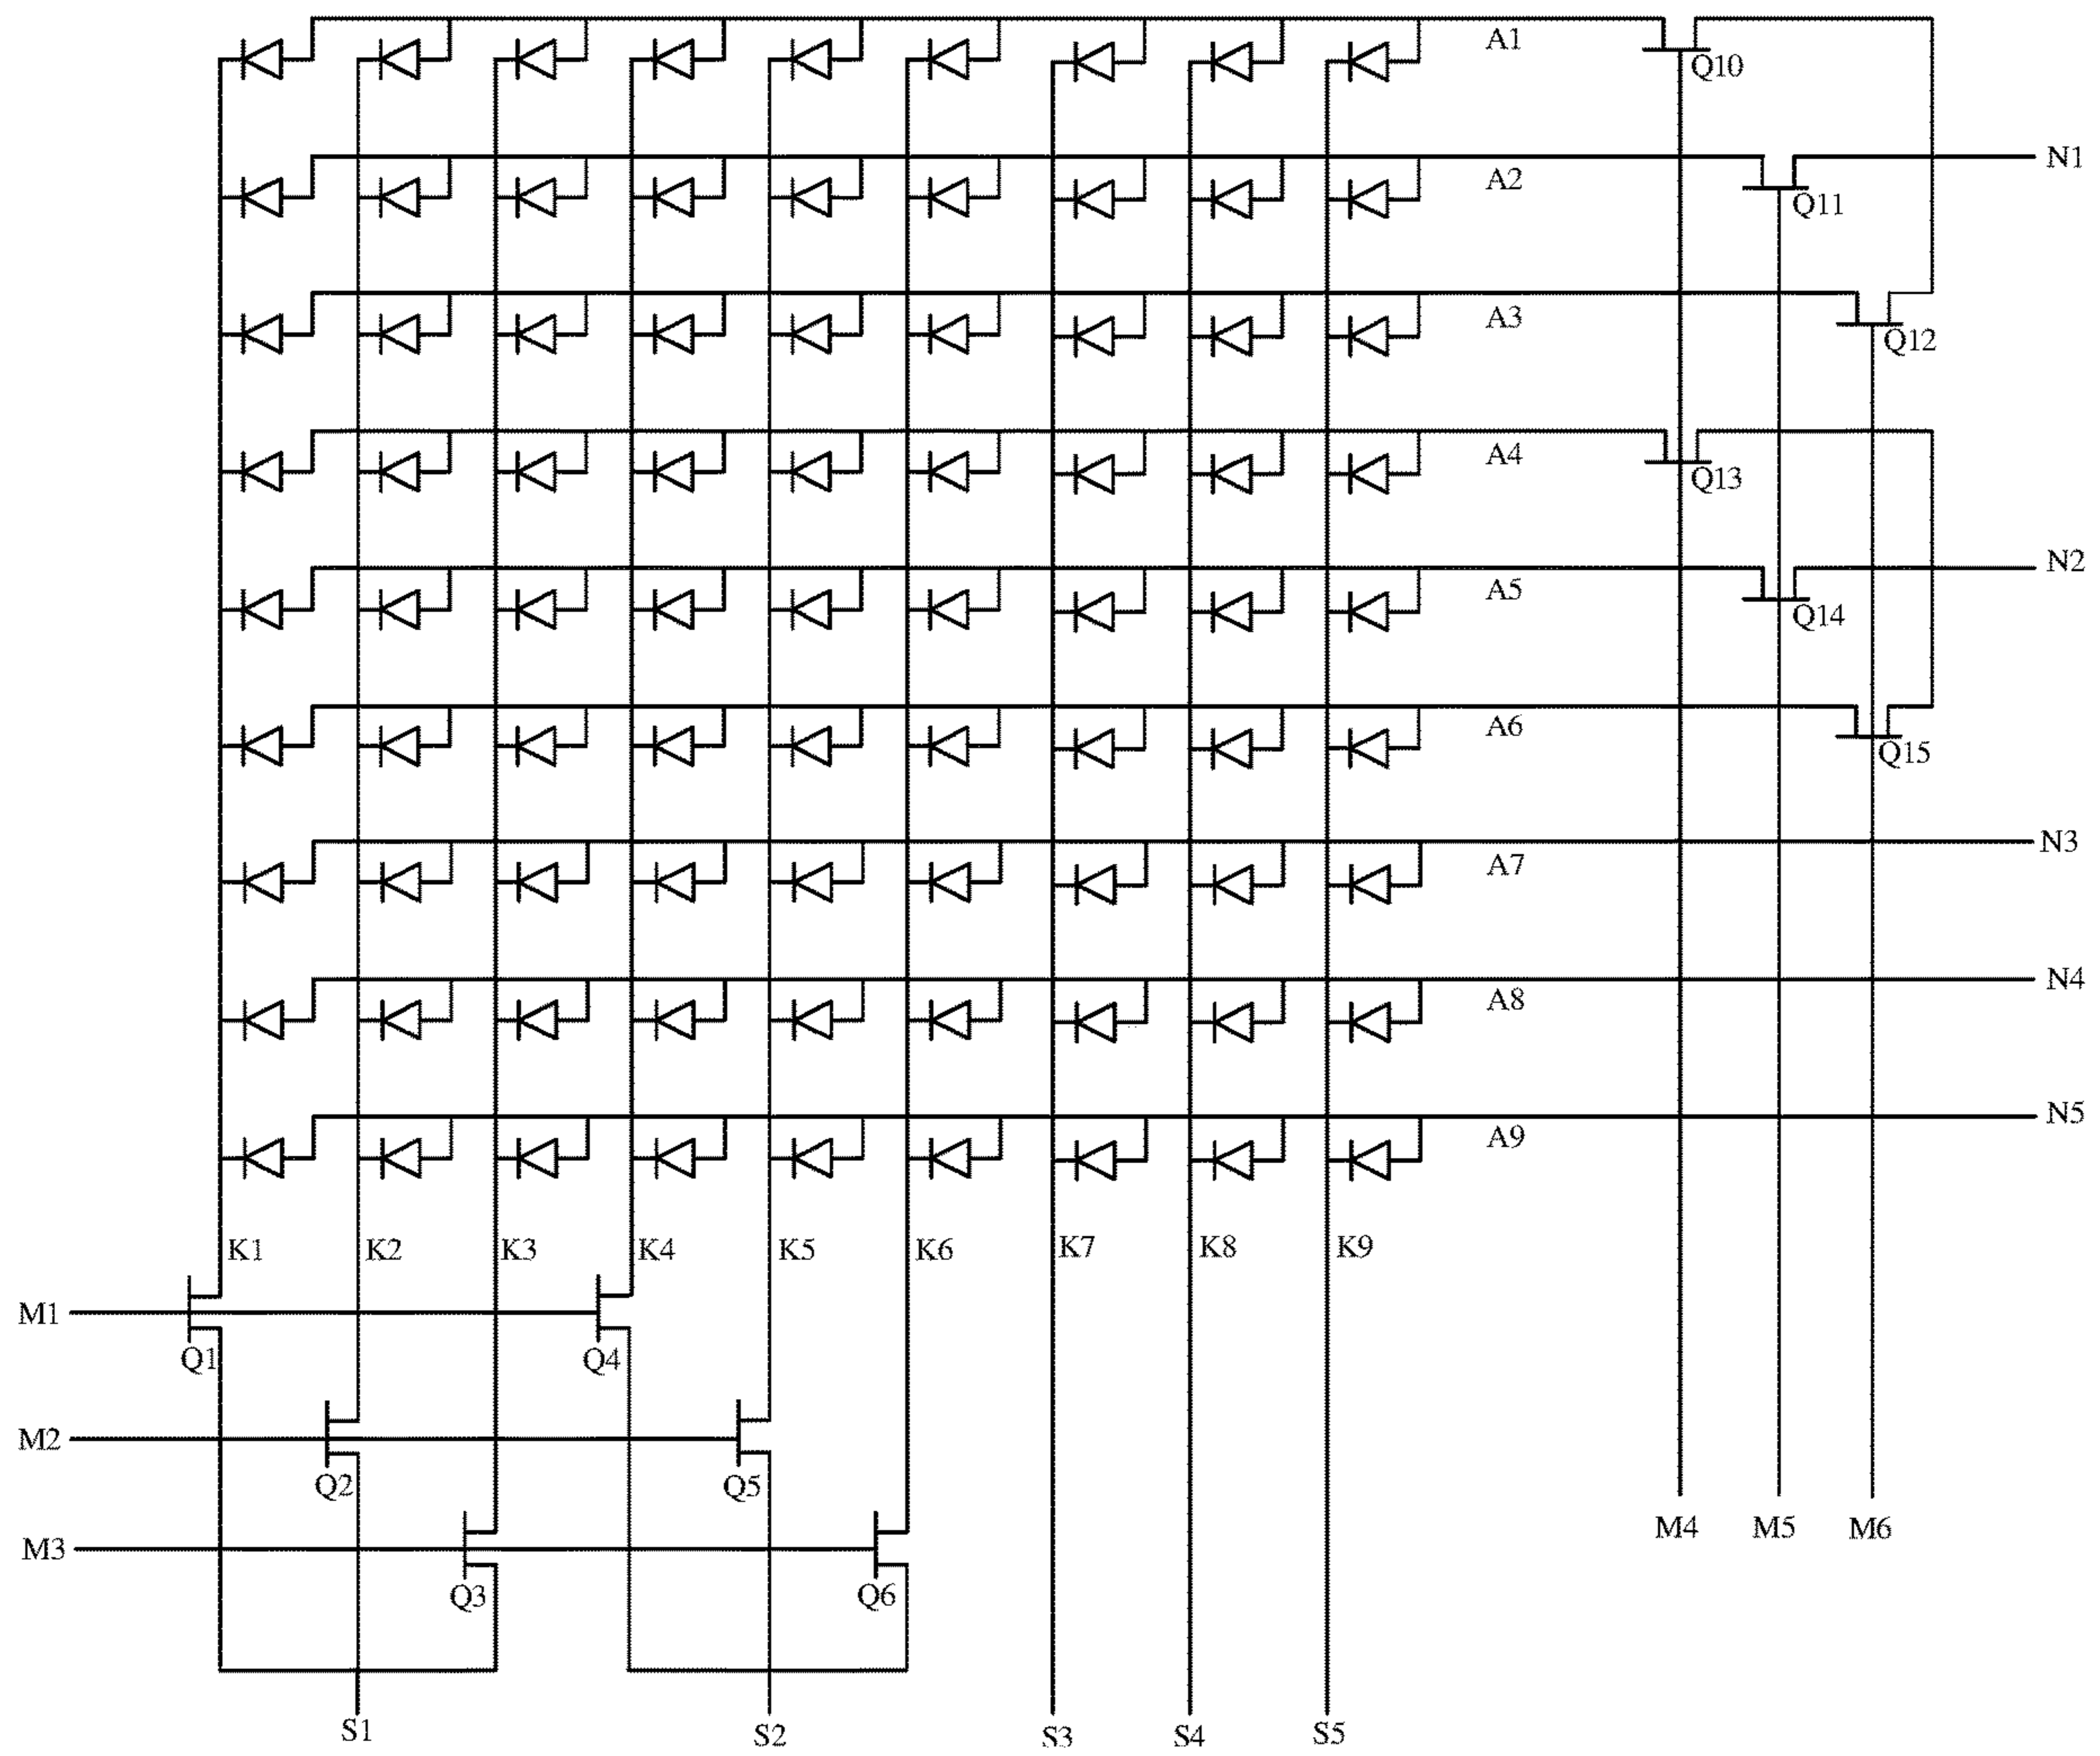 A1
Q10
N1
A2
Q11
A3
Q12
A4
Q13
N2
A5
Q14
A6
Q15
N3
A7
N4
A8
N5
A9
K1 K2 K3 K4 K5 K6 K7 K8 K9
M1
Q1 Q4
M2
Q2 Q5
M4 M5 M6
M3
Q3 Q6
S1 S2 S3 S4 S5